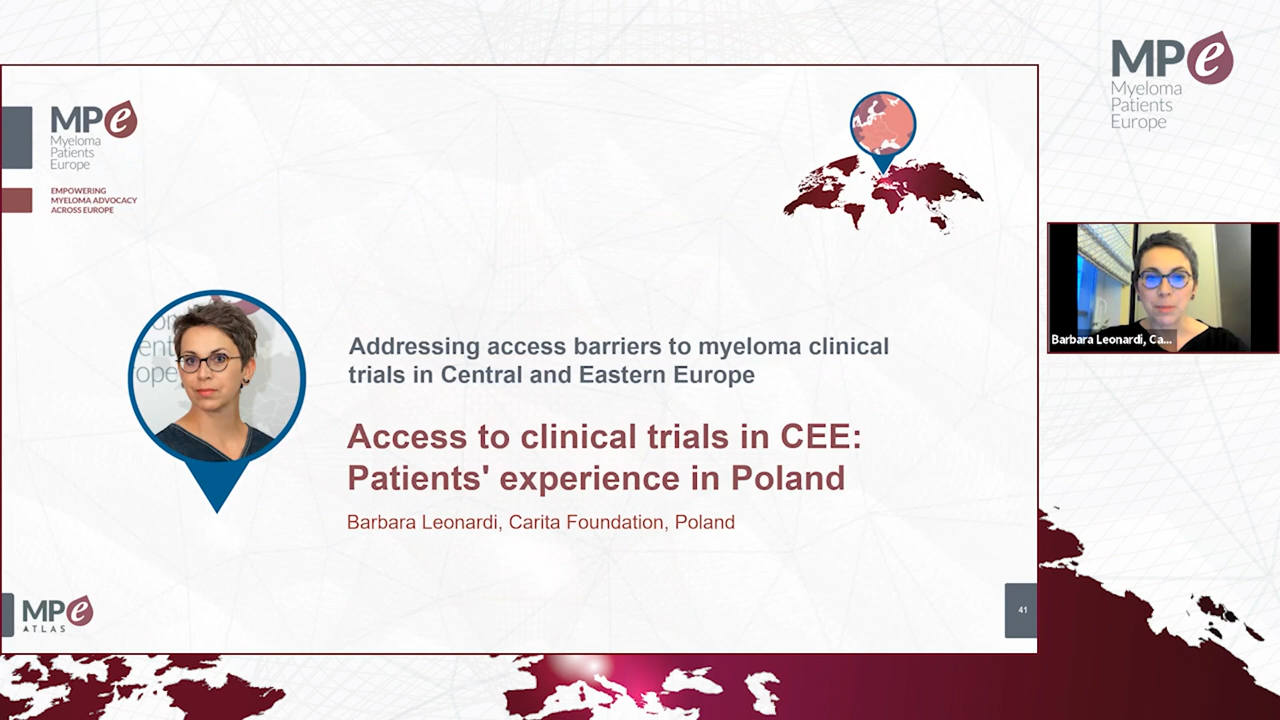 MPe
Myeloma
Patients
Europe
EMPOWERING
MYELOMA ADVOCACY
ACROSS EUROPE
Addressing access barriers to myeloma clinical
trials in Central and Eastern Europe
Access to clinical trials in CEE:
Patients' experience in Poland
Barbara Leonardi, Carita Foundation, Poland
MPe
ATLAS
41
MPe
Myeloma
Patients
Europe
Barbara Leonardi, Ca...